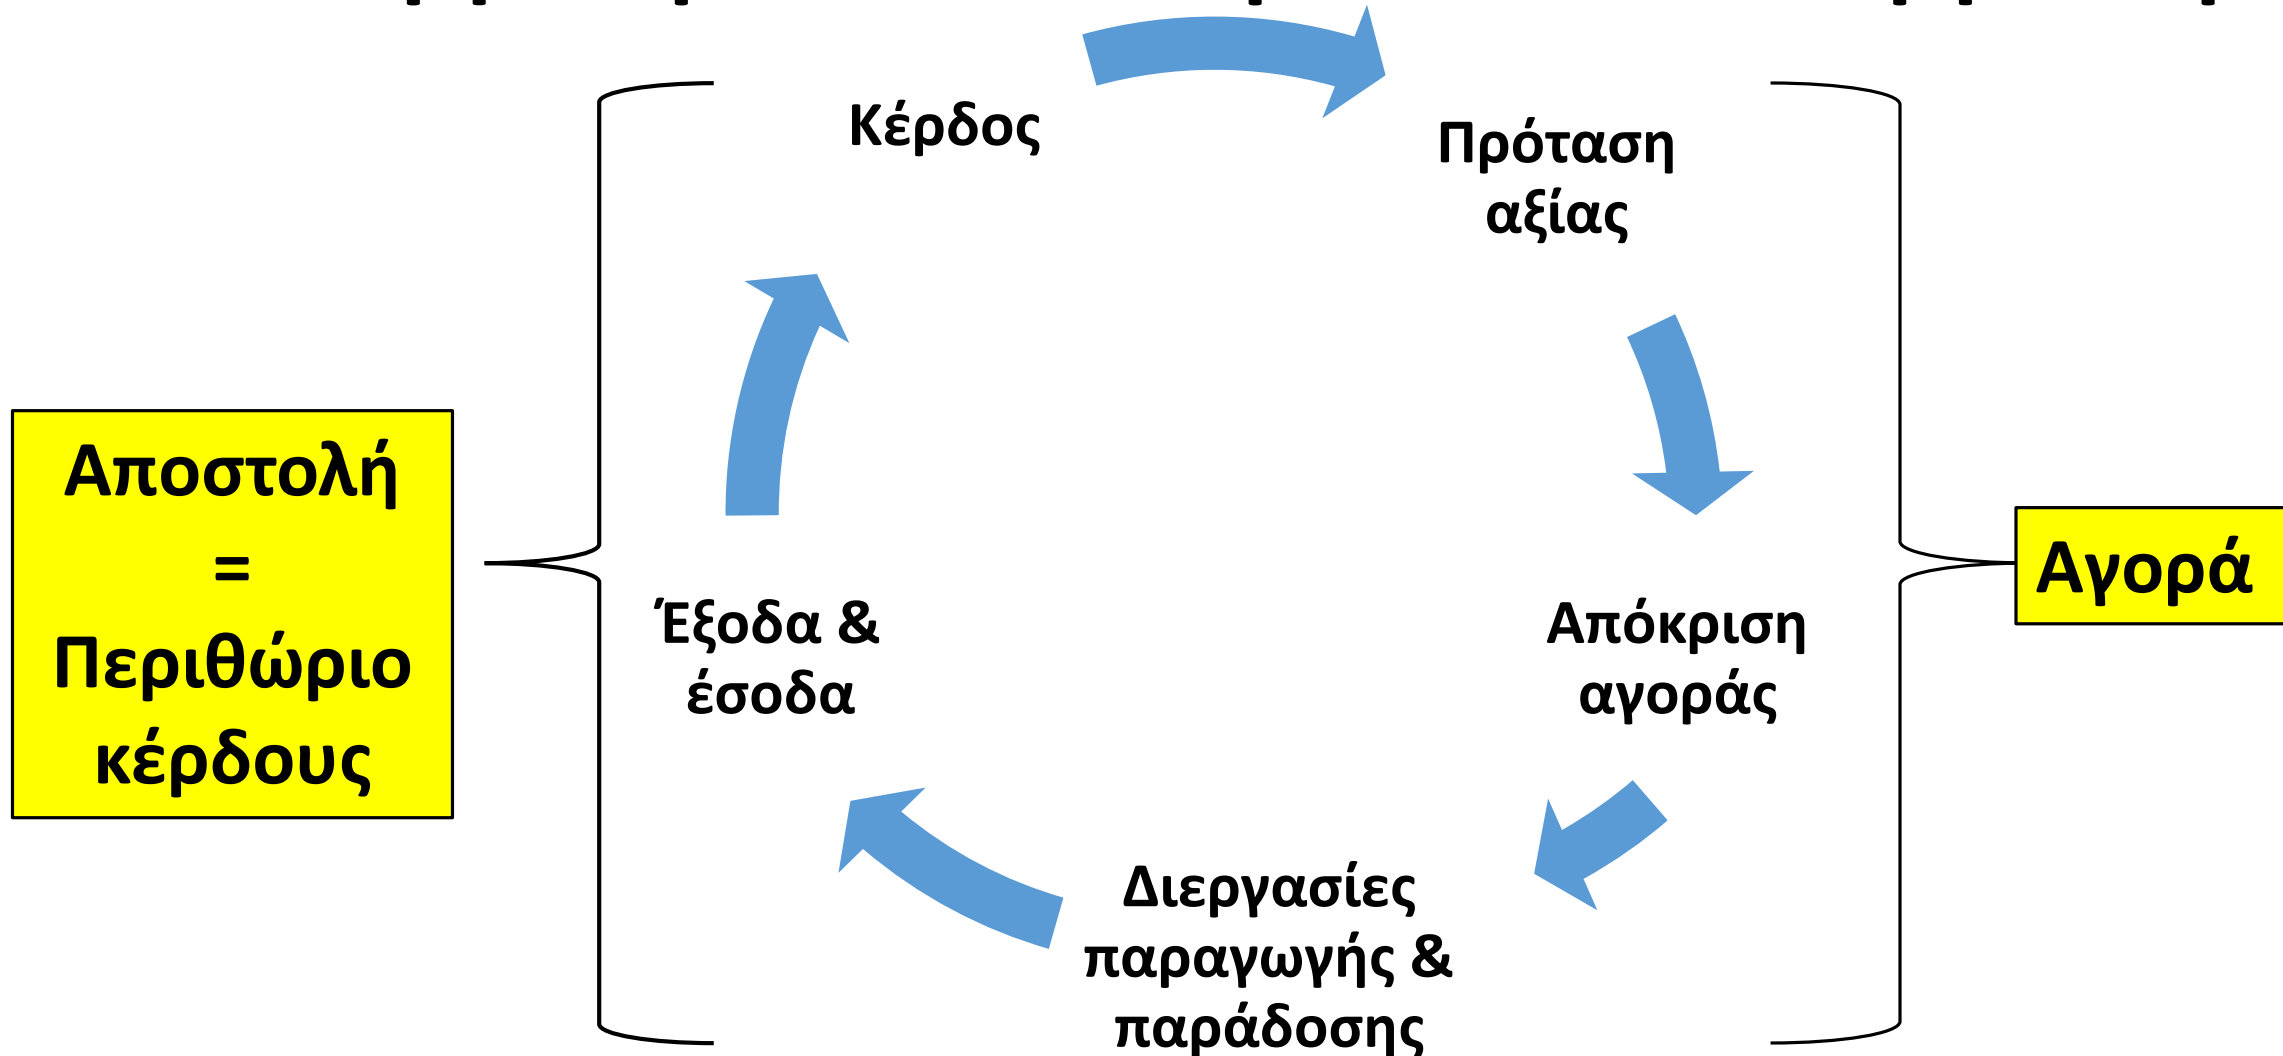 Κέρδος
Πρόταση
αξίας
Αποστολή
=
Περιθώριο
κέρδους
Έξοδα &
έσοδα
Απόκριση
αγοράς
Αγορά
Διεργασίες
παραγωγής &
παράδοσης